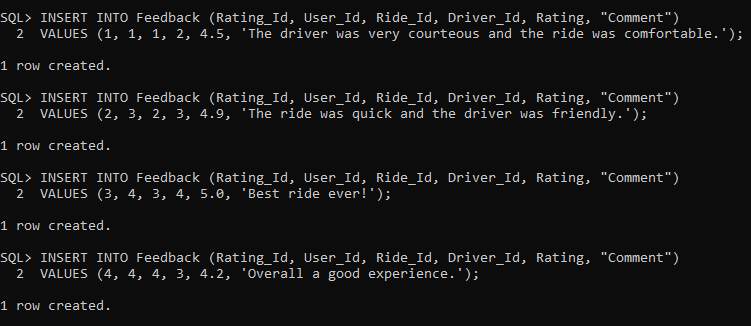 SQL> INSERT INTO Feedback (Rating_Id, User_Id, Ride_Id, Driver_Id, Rating, "Comment")
  2  VALUES (1, 1, 1, 2, 4.5, 'The driver was very courteous and the ride was comfortable.');
1 row created.
SQL> INSERT INTO Feedback (Rating_Id, User_Id, Ride_Id, Driver_Id, Rating, "Comment")
  2  VALUES (2, 3, 2, 3, 4.9, 'The ride was quick and the driver was friendly.');
1 row created.
SQL> INSERT INTO Feedback (Rating_Id, User_Id, Ride_Id, Driver_Id, Rating, "Comment")
  2  VALUES (3, 4, 3, 4, 5.0, 'Best ride ever!');
1 row created.
SQL> INSERT INTO Feedback (Rating_Id, User_Id, Ride_Id, Driver_Id, Rating, "Comment")
  2  VALUES (4, 4, 4, 3, 4.2, 'Overall a good experience.');
1 row created.